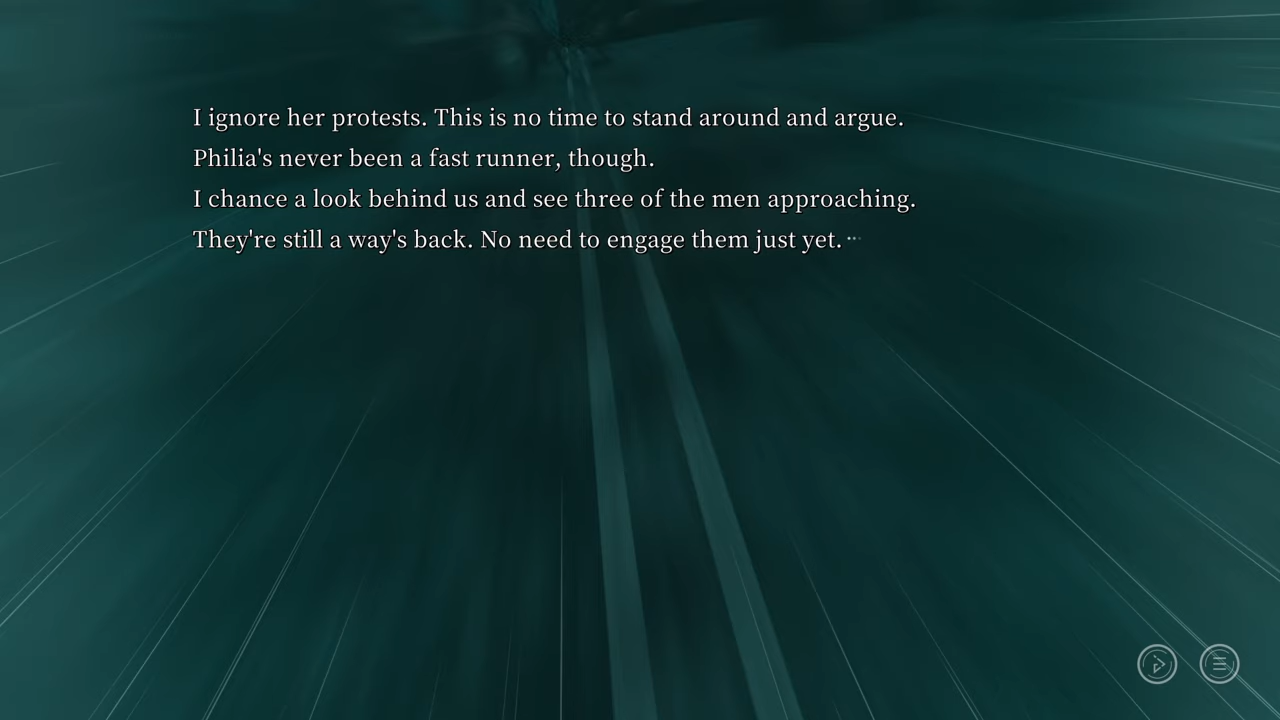 I ignore her protests. This is no time to stand around and argue.
Philia's never been a fast runner, though.
I chance a look behind us and see three of the men approaching.
They're still a way's back. No need to engage them just yet.